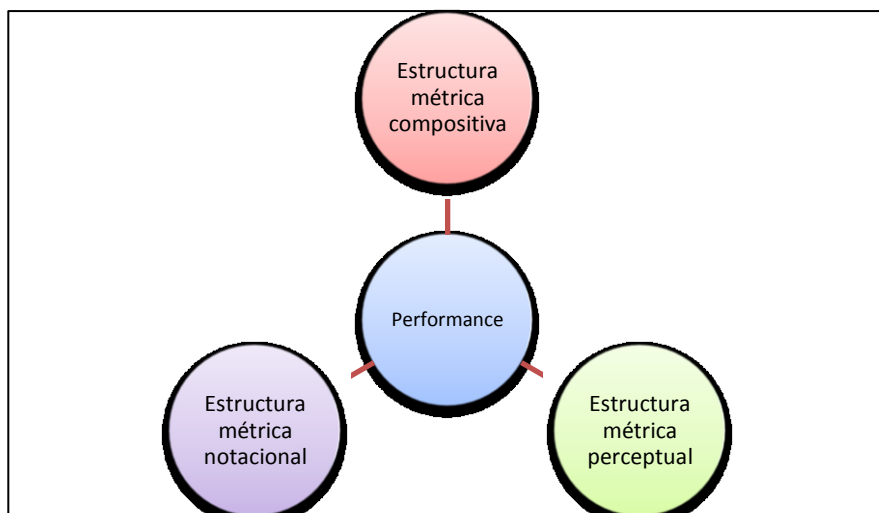 Estructura
métrica
compositiva
Performance
Estructura
métrica
notacional
Estructura
métrica
perceptual